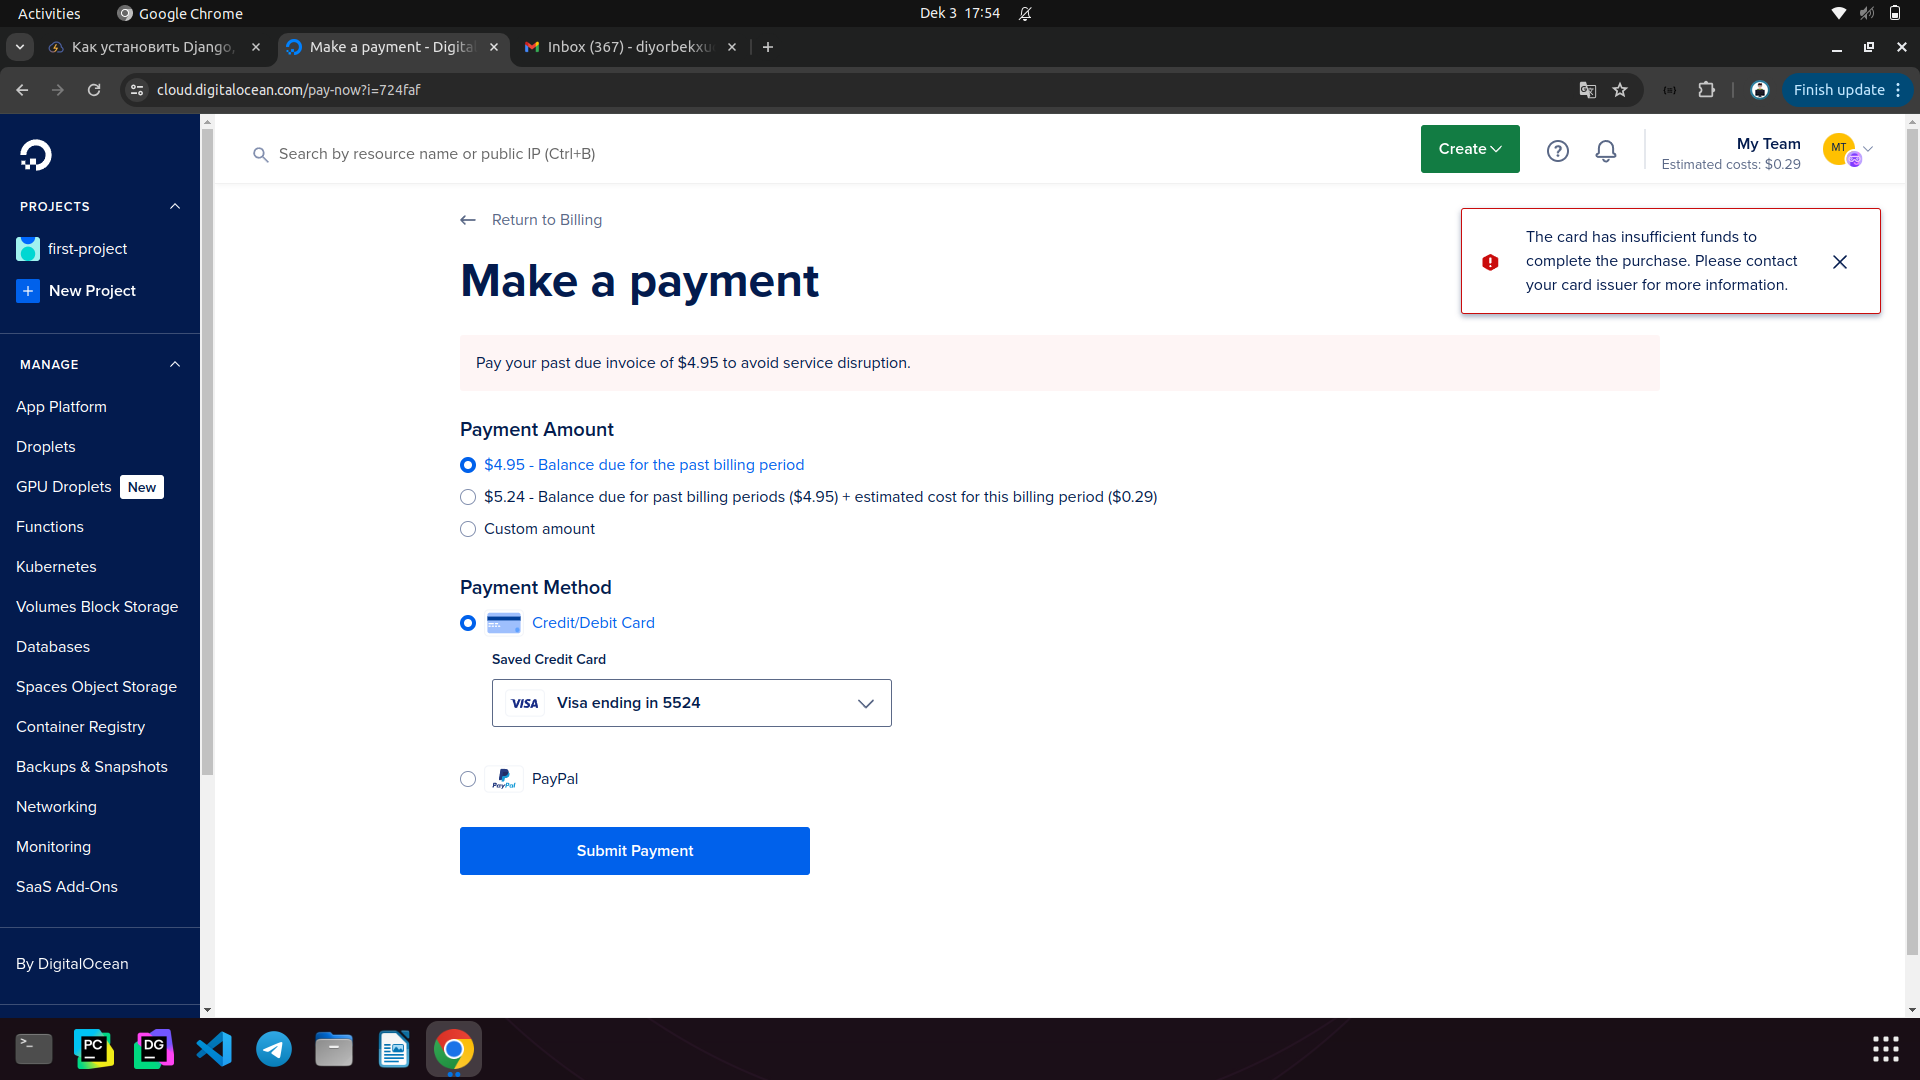 Activities
Google Chrome
Dek 3 17:54
Как установить Django,
Make a payment - Digita
Inbox (367) - diyorbekxu
cloud.digitalocean.com/pay-now?i=724faf
Finish update
Search by resource name or public IP (Ctrl+B)
Create
My Team
Estimated costs: $0.29
MT
PROJECTS
first-project
New Project
MANAGE
App Platform
Droplets
GPU Droplets New
Functions
Kubernetes
Volumes Block Storage
Databases
Spaces Object Storage
Container Registry
Backups & Snapshots
Networking
Monitoring
SaaS Add-Ons
By DigitalOcean
Return to Billing
Make a payment
The card has insufficient funds to
complete the purchase. Please contact
your card issuer for more information.
Pay your past due invoice of $4.95 to avoid service disruption.
Payment Amount
$4.95 - Balance due for the past billing period
$5.24 - Balance due for past billing periods ($4.95) + estimated cost for this billing period ($0.29)
Custom amount
Payment Method
Credit/Debit Card
Saved Credit Card
VISA Visa ending in 5524
PayPal PayPal
Submit Payment
PC
DG